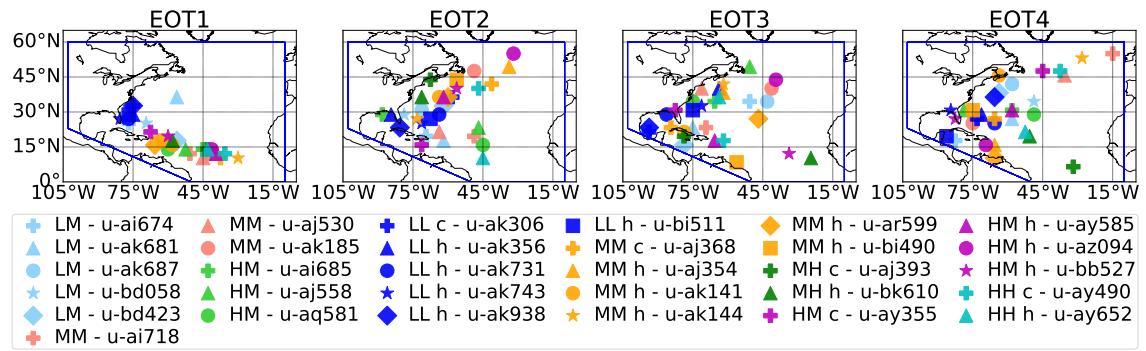 EOT1 EOT2 EOT3 EOT4
60°N
45°N
30°N
15°N
0°
105°W 75°W 45°W 15°W 105°W 75°W 45°W 15°W 105°W 75°W 45°W 15°W 105°W 75°W 45°W 15°W
LM - u-ai674 MM - u-aj530 LL c - u-ak306 LL h - u-bi511 MM h - u-ar599 HM h - u-ay585
LM - u-ak681 MM - u-ak185 LL h - u-ak356 MM c - u-aj368 MM h - u-bi490 HM h - u-az094
LM - u-ak687 HM - u-ai685 LL h - u-ak731 MM h - u-aj354 MH c - u-aj393 HM h - u-bb527
LM - u-bd058 HM - u-aj558 LL h - u-ak743 MM h - u-ak141 MH h - u-bk610 HH c - u-ay490
LM - u-bd423 HM - u-aq581 LL h - u-ak938 MM h - u-ak144 HM c - u-ay355 HH h - u-ay652
MM - u-ai718